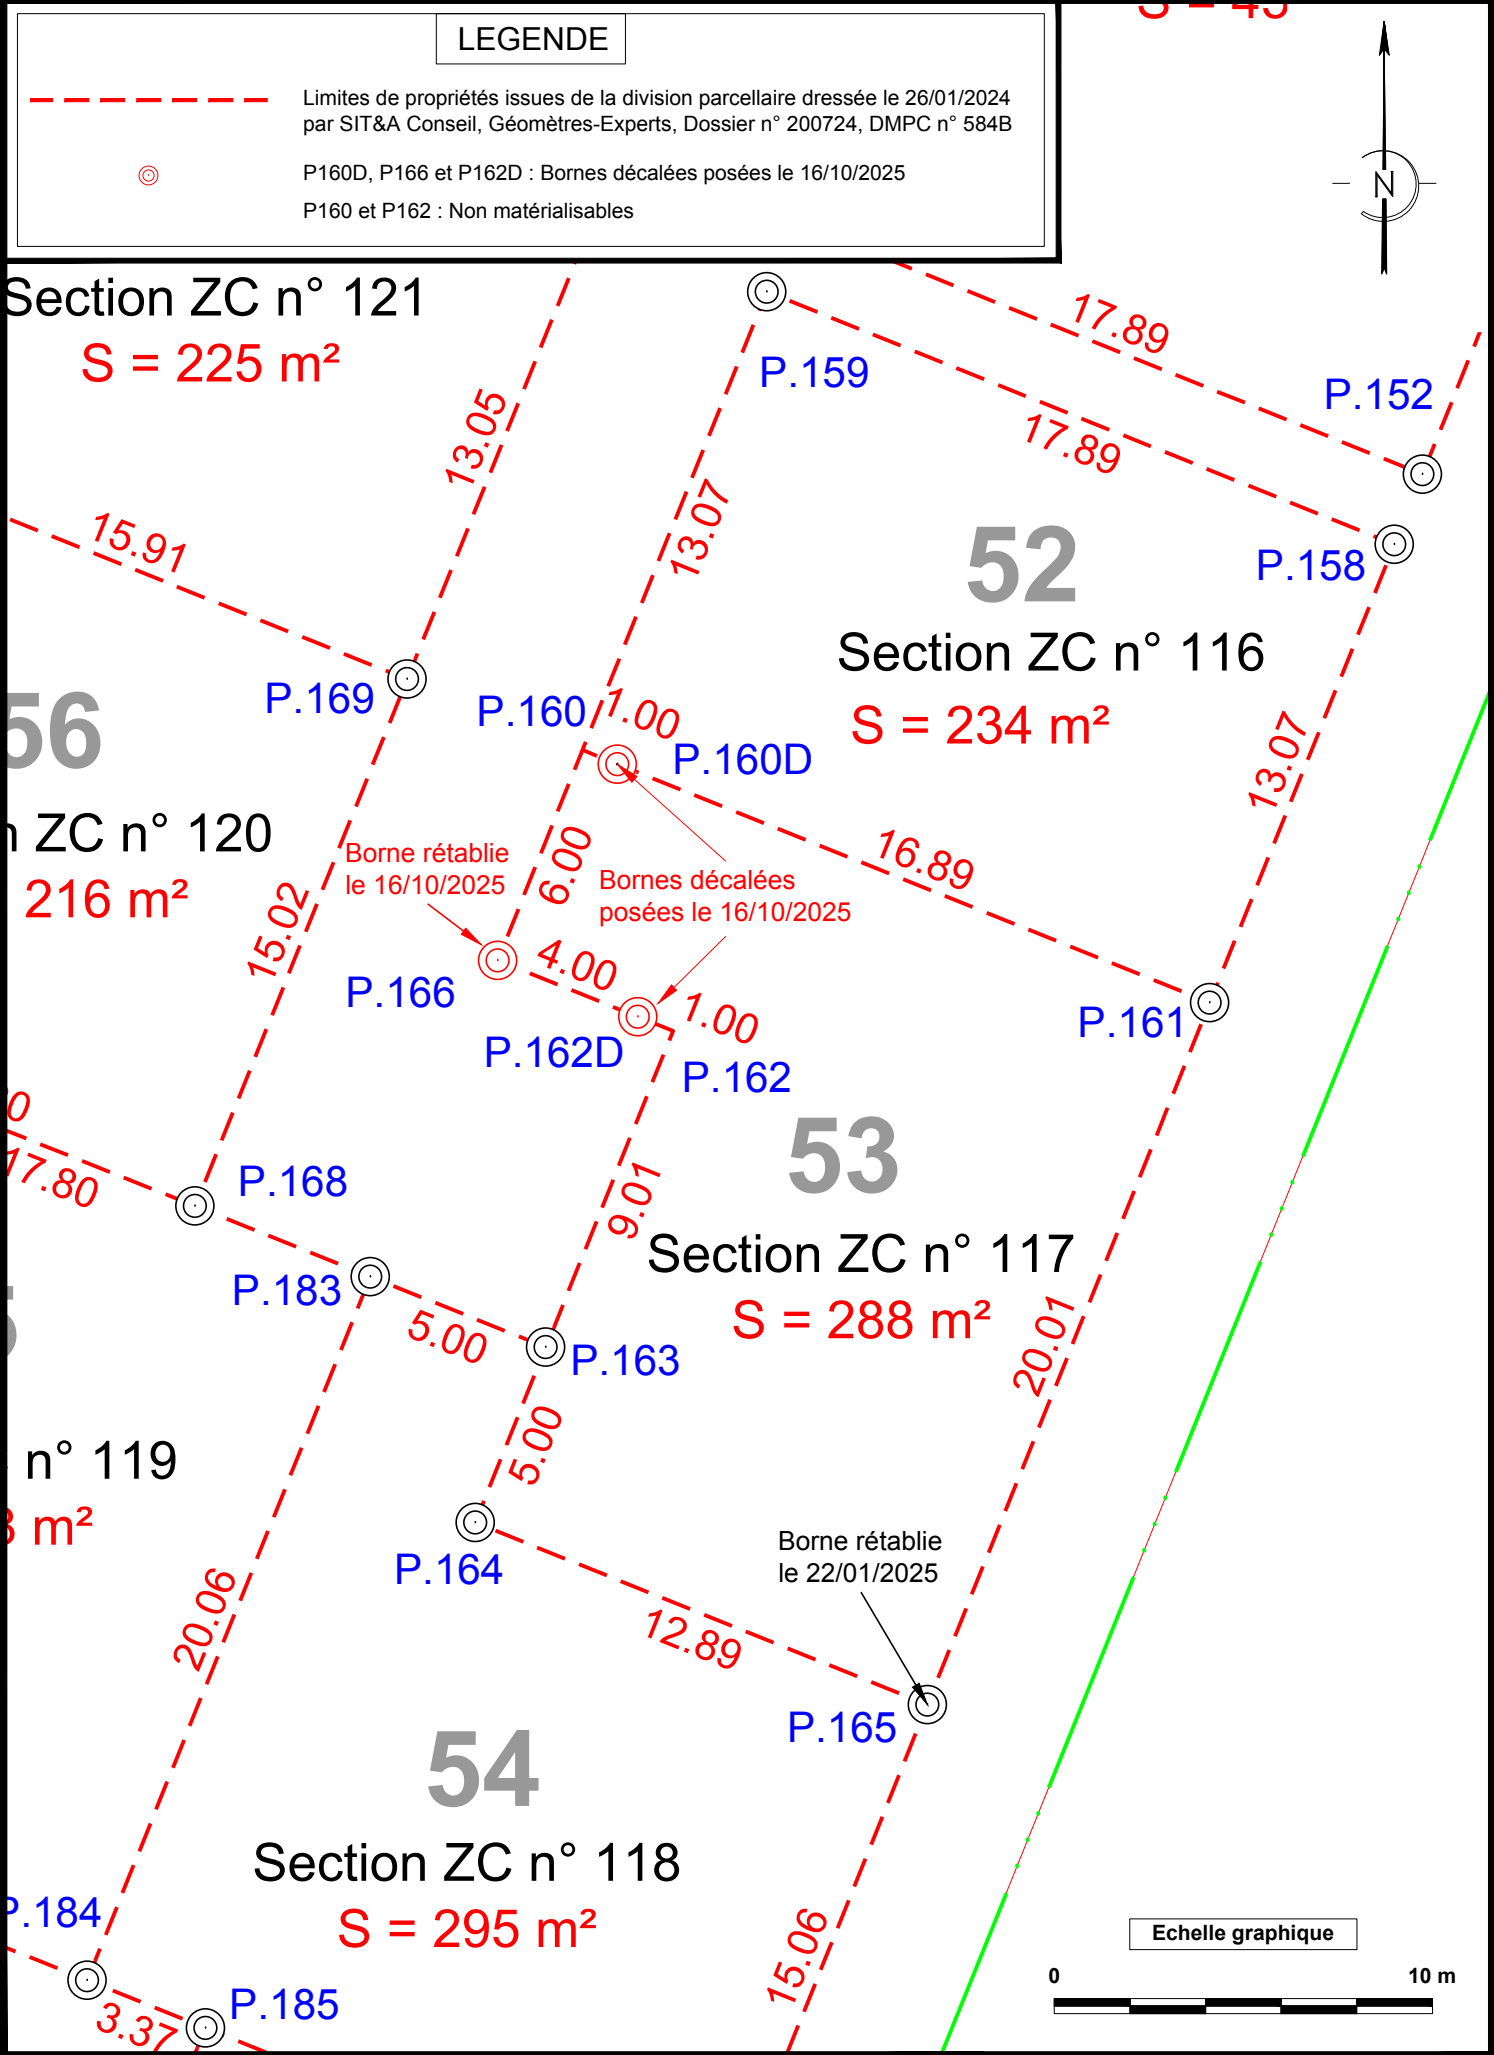 LEGENDE
Limites de propriétés issues de la division parcellaire dressée le 26/01/2024
par SIT&A Conseil, Géomètres-Experts, Dossier n° 200724, DMPC n° 584B
P160D, P166 et P162D : Bornes décalées posées le 16/10/2025
P160 et P162 : Non matérialisables
N
Section ZC n° 121
S = 225 m²
17.89
P.159
P.152
13.05
17.89
13.07
15.91
52
P.158
Section ZC n° 116
S = 234 m²
P.169
P.160
1.00
P.160D
56
13.07
ZC n° 120
216 m²
Borne rétablie
le 16/10/2025
6.00
Bornes décalées
posées le 16/10/2025
16.89
15.02
4.00
P.166
1.00
P.161
P.162D
P.162
53
17.80
P.168
9.01
Section ZC n° 117
S = 288 m²
P.183
5.00
P.163
20.01
5.00
n° 119
m²
P.164
Borne rétablie
le 22/01/2025
20.06
12.89
P.165
54
Section ZC n° 118
S = 295 m²
P.184
15.06
Echelle graphique
0 10 m
P.185
3.37